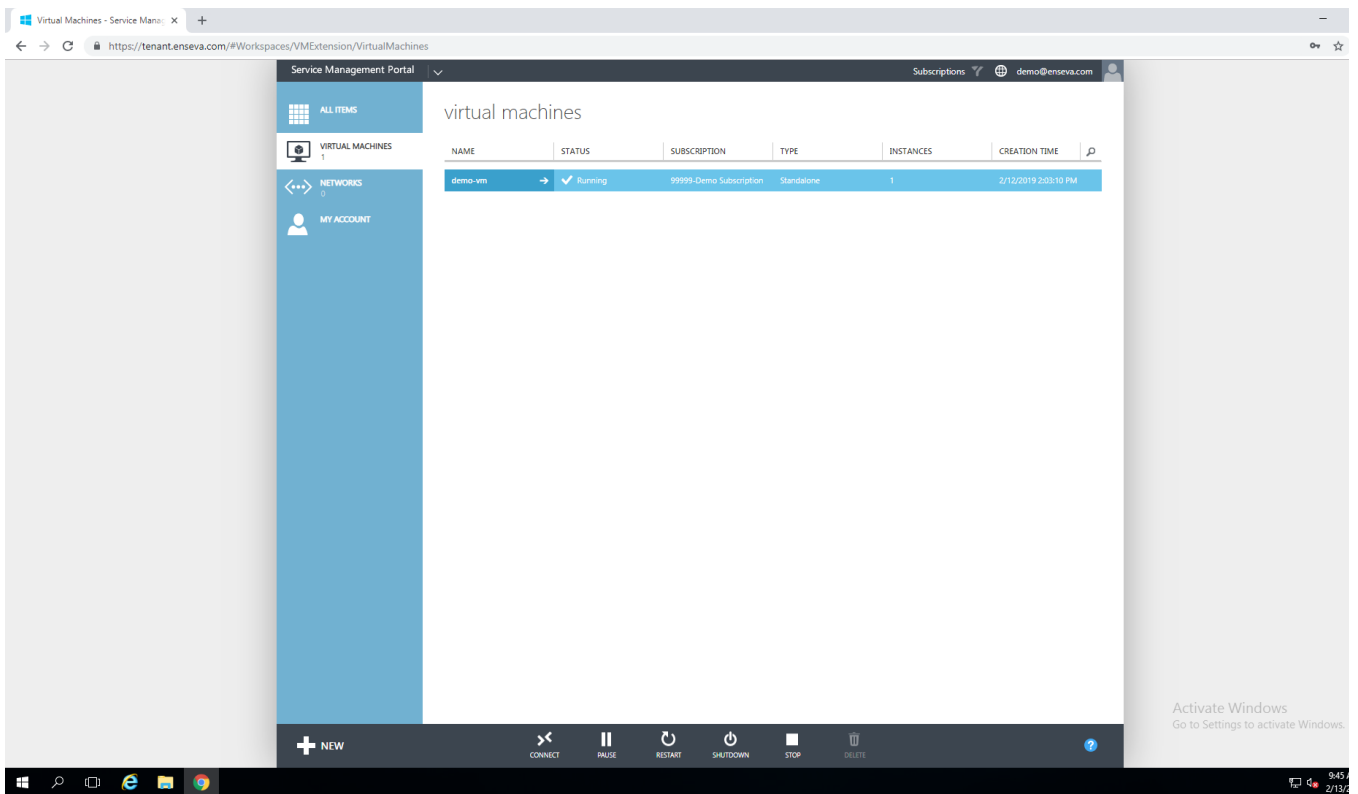 Virtual Machines - Service Manag
https://tenant.enseva.com/#Workspaces/VMExtension/VirtualMachines
Service Management Portal
Subscriptions
demo@enseva.com
ALL ITEMS
VIRTUAL MACHINES
1
NETWORKS
0
MY ACCOUNT
virtual machines
NAME STATUS SUBSCRIPTION TYPE INSTANCES CREATION TIME
demo-vm Running 99999-Demo Subscription Standalone 1 2/12/2019 2:03:10 PM
Activate Windows
Go to Settings to activate Windows.
NEW
CONNECT PAUSE RESTART SHUTDOWN STOP DELETE
?
9:45 A
2/13/2